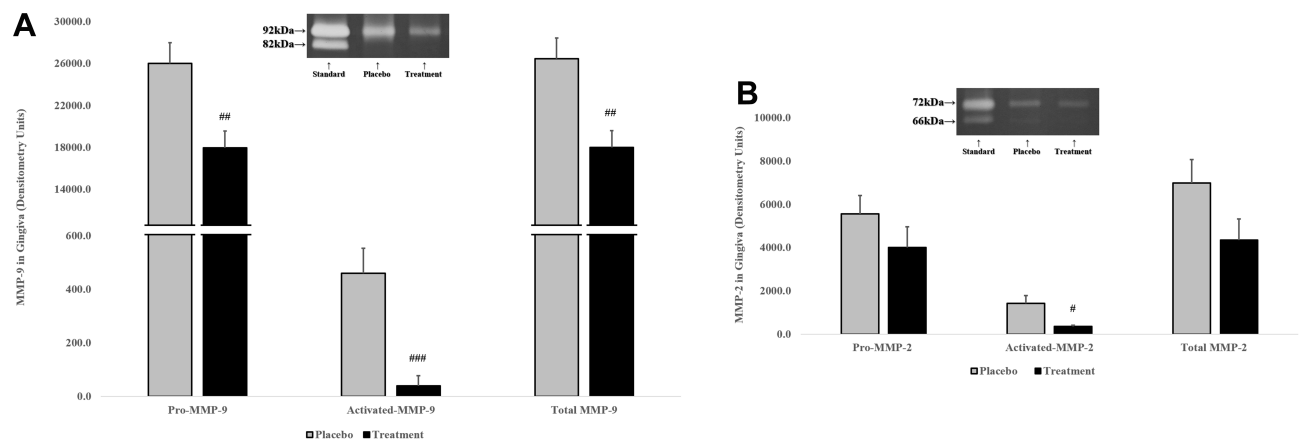 A
MMP-9 in Gingiva (Densitometry Units)
30000.0
26000.0
22000.0
18000.0
14000.0
600.0
400.0
200.0
0.0
92kDa→
82kDa→
↑ ↑ ↑
Standard Placebo Treatment
##
###
##
Pro-MMP-9 Activated-MMP-9 Total MMP-9
Placebo Treatment
B
MMP-2 in Gingiva (Densitometry Units)
10000.0
8000.0
6000.0
4000.0
2000.0
0.0
72kDa→
66kDa→
↑ ↑ ↑
Standard Placebo Treatment
#
Pro-MMP-2 Activated-MMP-2 Total MMP-2
Placebo Treatment